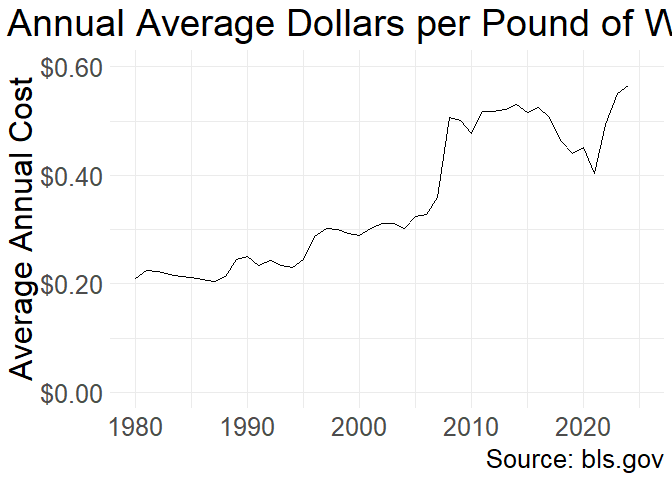 Annual Average Dollars per Pound of W
$0.60
$0.40
$0.20
$0.00
Average Annual Cost
1980 1990 2000 2010 2020
Source: bls.gov